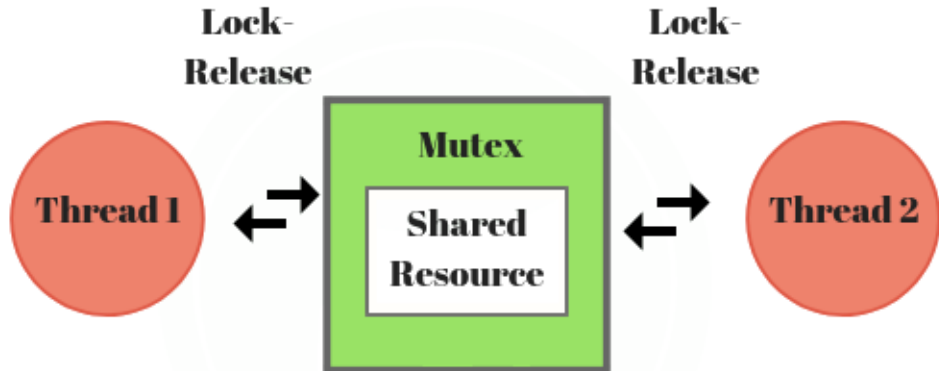 Lock-
Release
Lock-
Release
Mutex
Thread 1
Shared
Resource
Thread 2